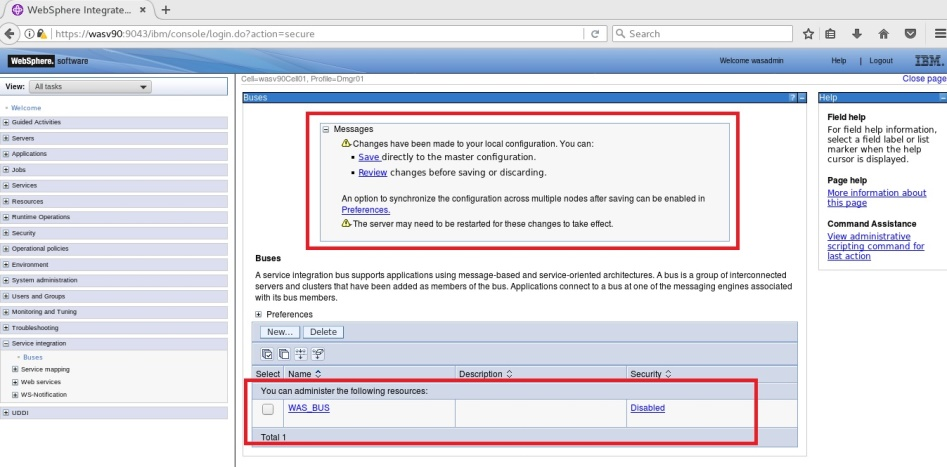 WebSphere Integrate...
https://wasv90:9043/ibm/console/login.do?action=secure
Search
WebSphere. software
Welcome wasadmin
Help | Logout
IBM.
View: All tasks
Cell=wasv90Cell01, Profile=Dmgr01
Close page
Welcome
Guided Activities
Servers
Applications
Jobs
Services
Resources
Runtime Operations
Security
Operational policies
Environment
System administration
Users and Groups
Monitoring and Tuning
Troubleshooting
Service integration
Buses
Service mapping
Web services
WS-Notification
UDDI
Buses
Messages
Changes have been made to your local configuration. You can:
Save directly to the master configuration.
Review changes before saving or discarding.
An option to synchronize the configuration across multiple nodes after saving can be enabled in
Preferences.
The server may need to be restarted for these changes to take effect.
Buses
A service integration bus supports applications using message-based and service-oriented architectures. A bus is a group of interconnected
servers and clusters that have been added as members of the bus. Applications connect to a bus at one of the messaging engines associated
with its bus members.
Preferences
New... Delete
Select Name Description Security
You can administer the following resources:
WAS_BUS Disabled
Total 1
Help
Field help
For field help information,
select a field label or list
marker when the help
cursor is displayed.
Page help
More information about
this page
Command Assistance
View administrative
scripting command for
last action